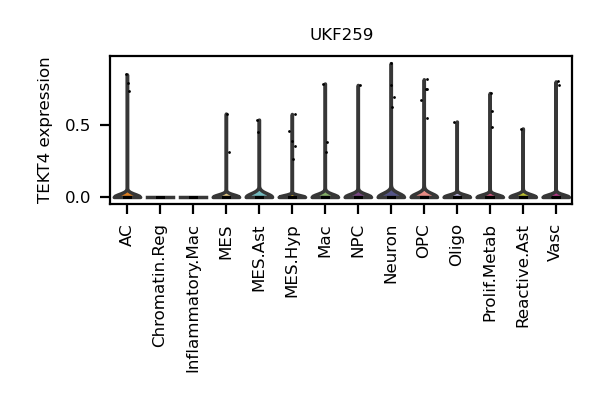 UKF259
TEKT4 expression
0.5
0.0
AC
Chromatin.Reg
Inflammatory.Mac
MES
MES.Ast
MES.Hyp
Mac
NPC
Neuron
OPC
Oligo
Prolif.Metab
Reactive.Ast
Vasc